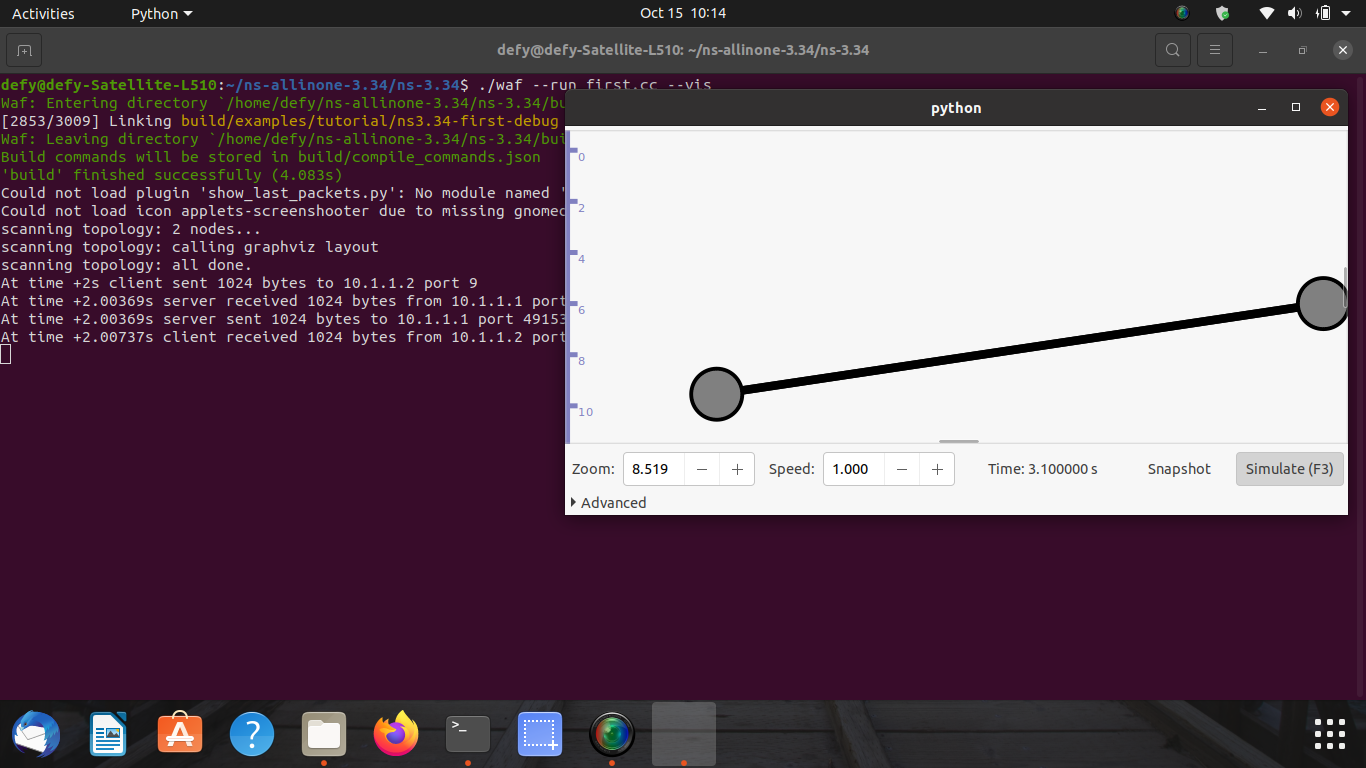 Activities
Python
Oct 15 10:14
defy@defy-Satellite-L510: ~/ns-allinone-3.34/ns-3.34
defy@defy-Satellite-L510:~/ns-allinone-3.34/ns-3.34$ ./waf --run first.cc --vis
Waf: Entering directory `/home/defy/ns-allinone-3.34/ns-3.34/bu
[2853/3009] Linking build/examples/tutorial/ns3.34-first-debug
Waf: Leaving directory `/home/defy/ns-allinone-3.34/ns-3.34/bui
Build commands will be stored in build/compile_commands.json
'build' finished successfully (4.083s)
Could not load plugin 'show_last_packets.py': No module named '
Could not load icon applets-screenshooter due to missing gnomed
scanning topology: 2 nodes...
scanning topology: calling graphviz layout
scanning topology: all done.
At time +2s client sent 1024 bytes to 10.1.1.2 port 9
At time +2.00369s server received 1024 bytes from 10.1.1.1 port
At time +2.00369s server sent 1024 bytes to 10.1.1.1 port 49153
At time +2.00737s client received 1024 bytes from 10.1.1.2 port
python
0
2
4
6
8
10
Zoom: 8.519 − + Speed: 1.000 − + Time: 3.100000 s Snapshot Simulate (F3)
Advanced